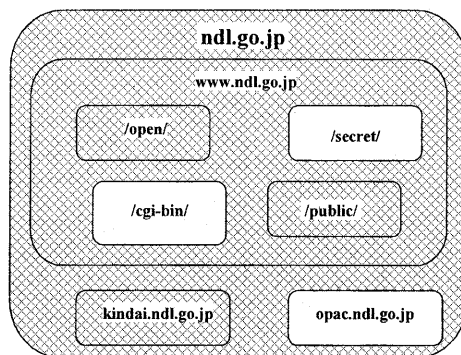 ndl.go.jp
www.ndl.go.jp
/open/
/secret/
/cgi-bin/
/public/
kindai.ndl.go.jp
opac.ndl.go.jp